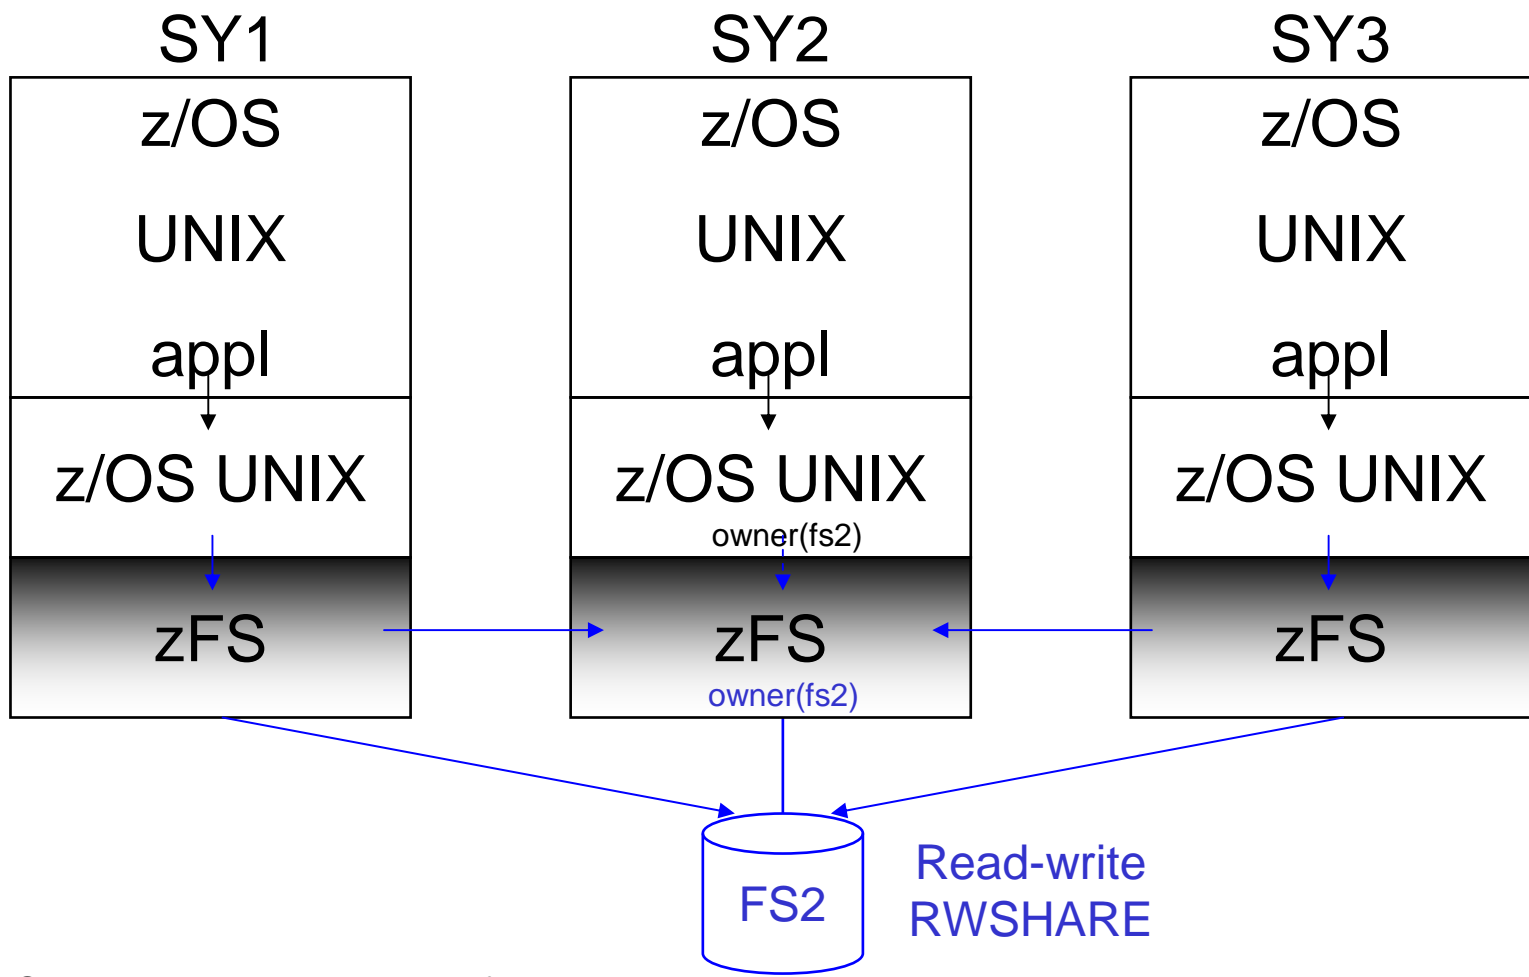 SY1
SY2
SY3
z/OS
UNIX
appl
z/OS
UNIX
appl
z/OS
UNIX
appl
z/OS UNIX
z/OS UNIX
owner(fs2)
z/OS UNIX
zFS
zFS
owner(fs2)
zFS
FS2
Read-write
RWSHARE